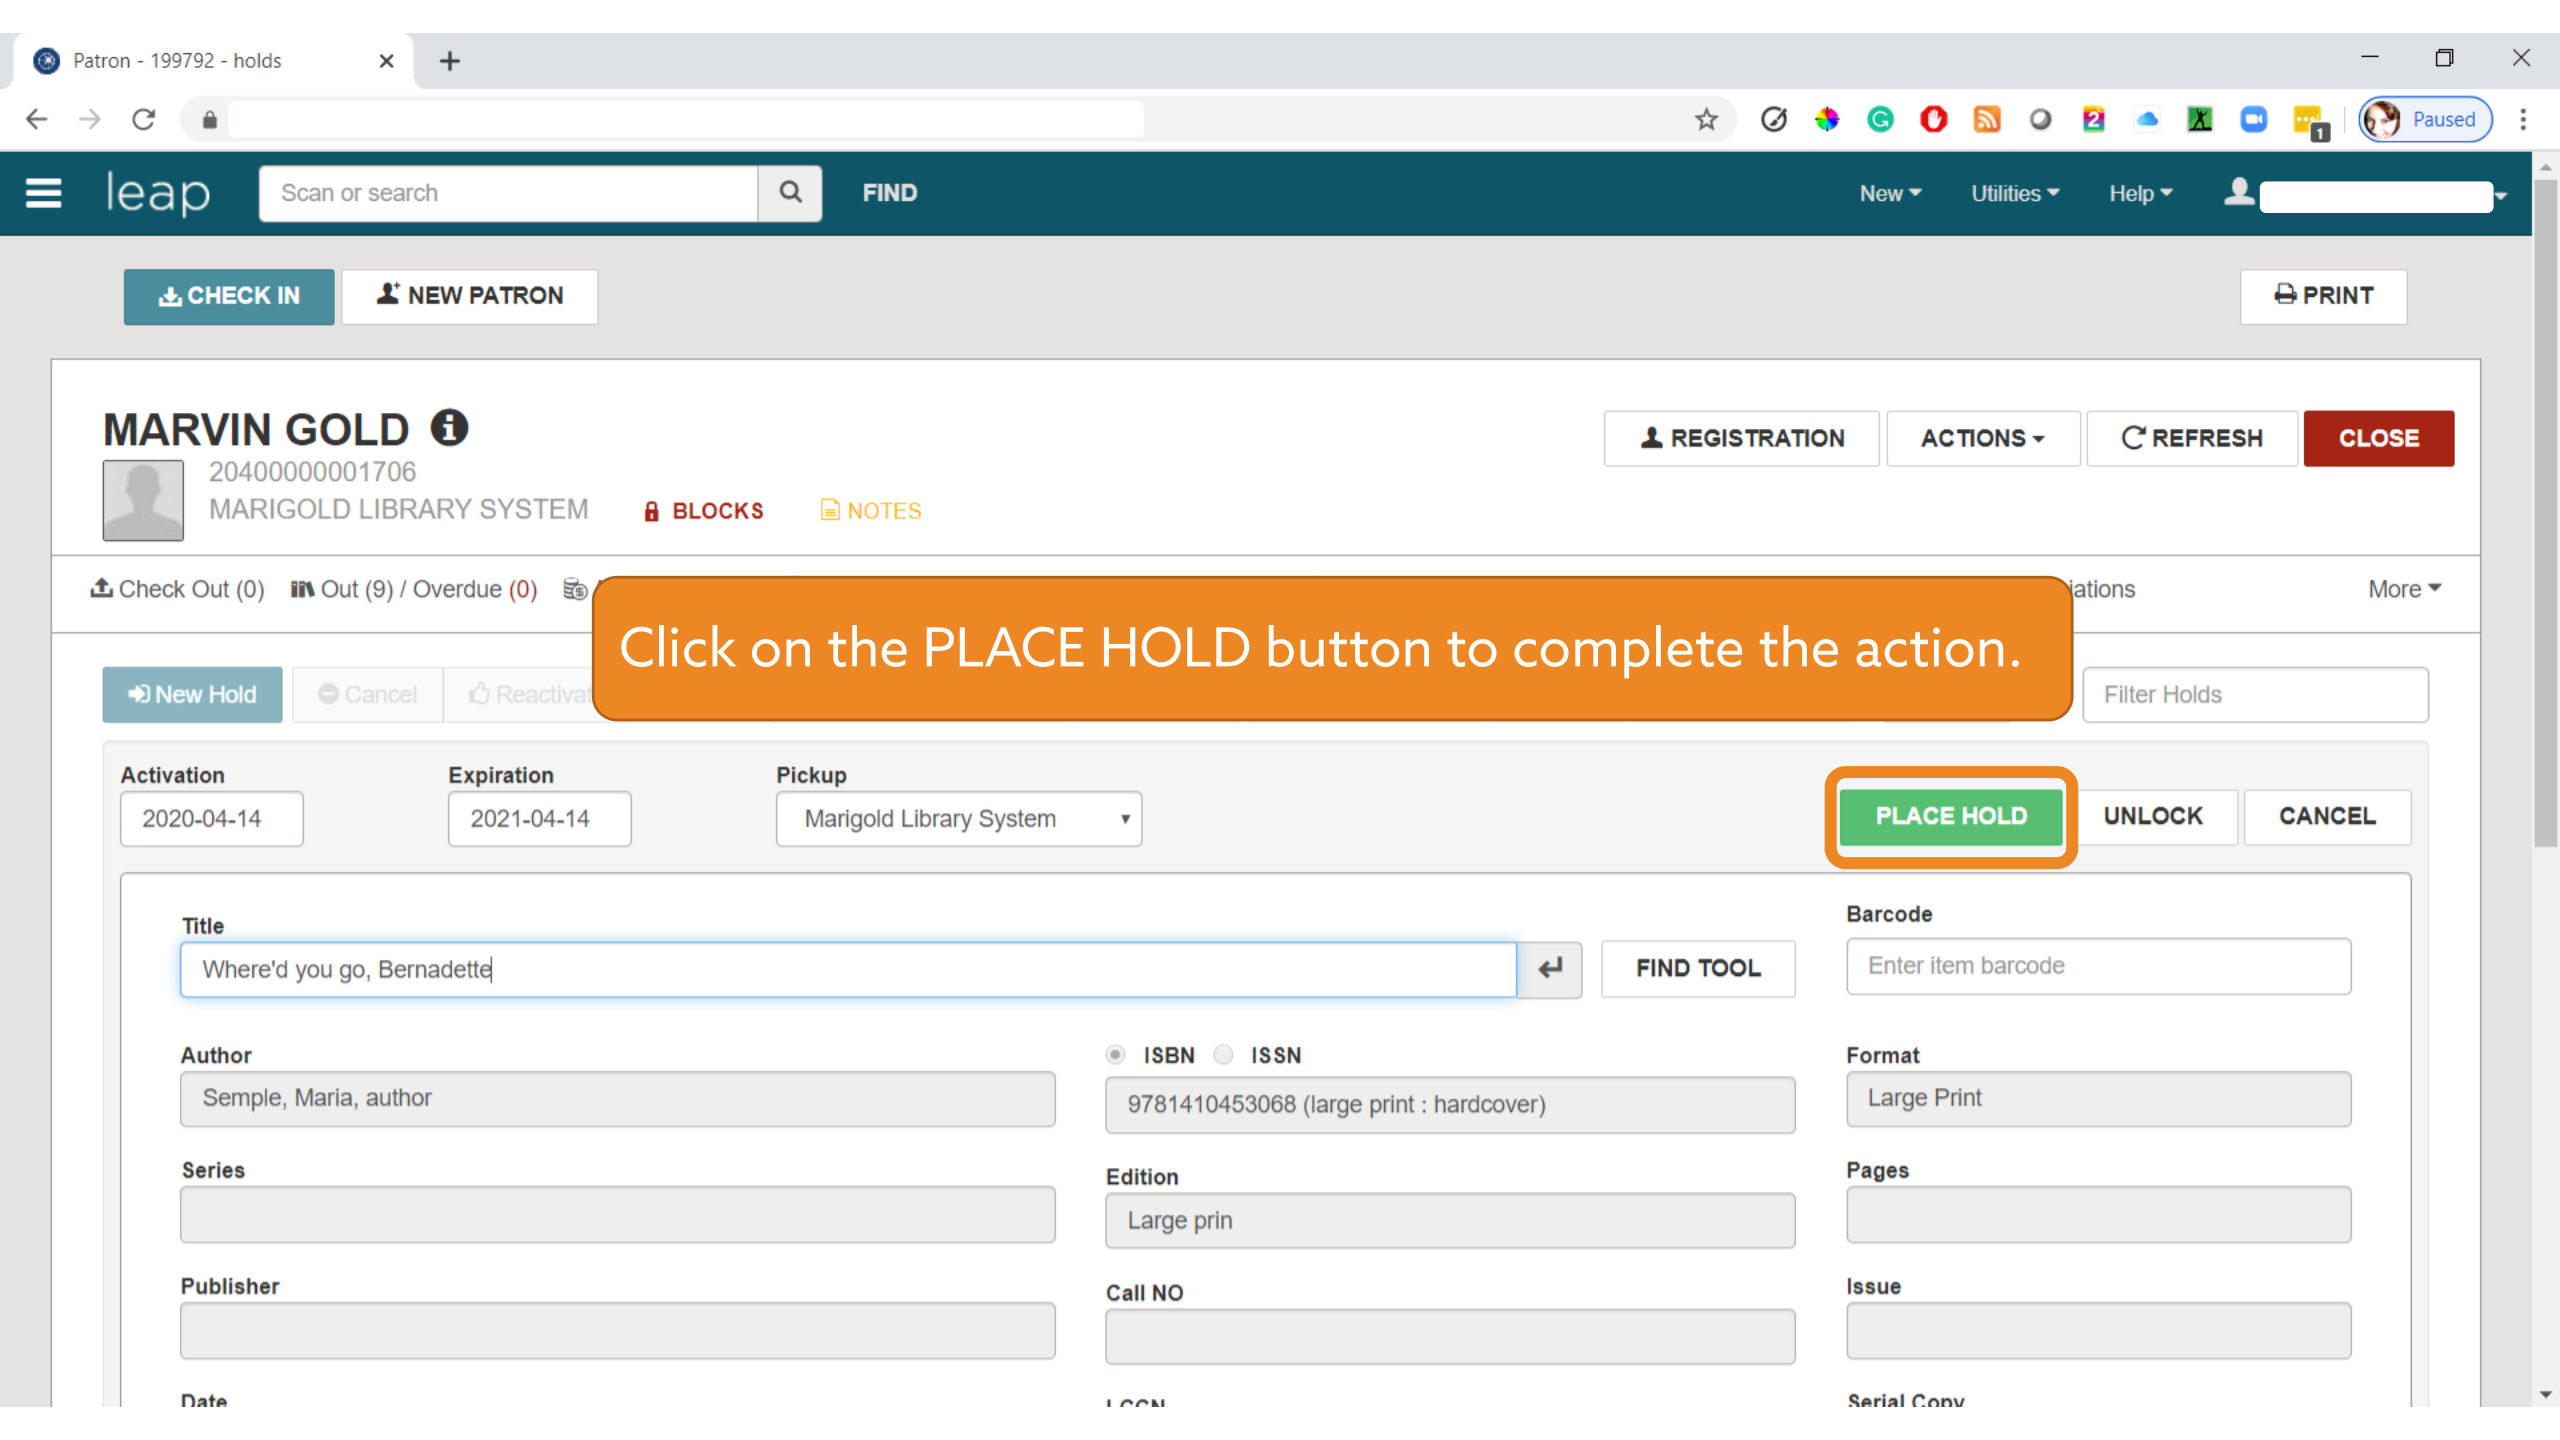 Patron - 199792 - holds
Paused
leap
Scan or search
FIND
New
Utilities
Help
CHECK IN
NEW PATRON
PRINT
MARVIN GOLD
20400000001706
MARIGOLD LIBRARY SYSTEM
BLOCKS
NOTES
REGISTRATION
ACTIONS
REFRESH
CLOSE
Check Out (0)
Out (9) / Overdue (0)
More
Click on the PLACE HOLD button to complete the action.
New Hold
Cancel
Filter Holds
Activation
Expiration
Pickup
2020-04-14
2021-04-14
Marigold Library System
PLACE HOLD
UNLOCK
CANCEL
Title
Barcode
Where'd you go, Bernadette
FIND TOOL
Enter item barcode
Author
ISBN
ISSN
Format
Semple, Maria, author
9781410453068 (large print : hardcover)
Large Print
Series
Edition
Pages
Large prin
Publisher
Call NO
Issue
Date
LCCN
Serial Copy